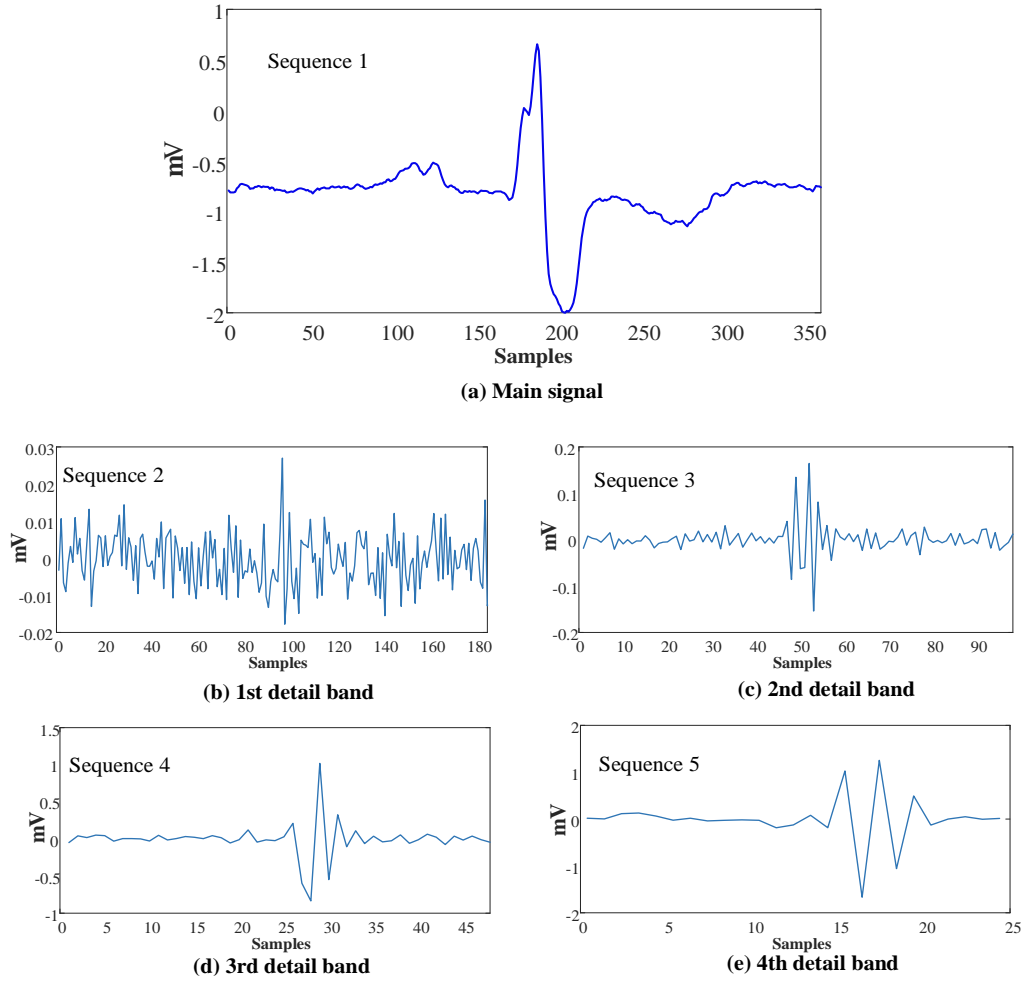 1
0.5
0
-0.5
-1
-1.5
-2
mV
Sequence 1
0 50 100 150 200 250 300 350
Samples
(a) Main signal
0.03
0.02
0.01
0
-0.01
-0.02
mV
Sequence 2
0 20 40 60 80 100 120 140 160 180
Samples
(b) 1st detail band
0.2
0.1
0
-0.1
-0.2
mV
Sequence 3
0 10 20 30 40 50 60 70 80 90
Samples
(c) 2nd detail band
1.5
1
0.5
0
-0.5
-1
mV
Sequence 4
0 5 10 15 20 25 30 35 40 45
Samples
(d) 3rd detail band
2
1
0
-1
-2
mV
Sequence 5
0 5 10 15 20 25
Samples
(e) 4th detail band